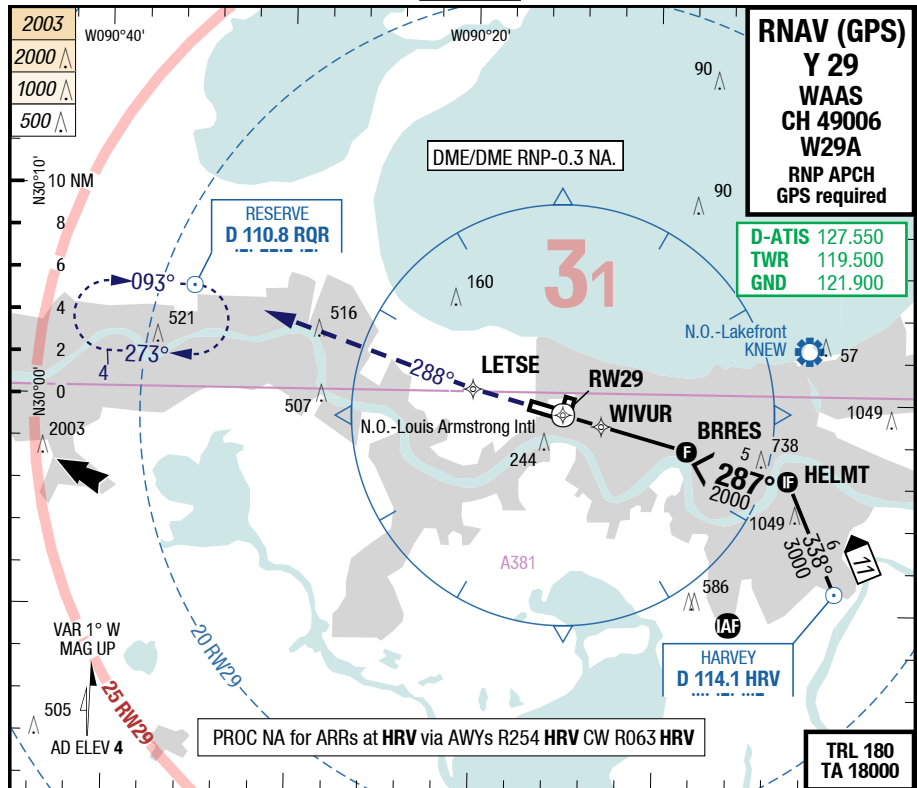 2003
2000
1000
500
W090°40'
W090°20'
RNAV (GPS)
Y 29
WAAS
CH 49006
W29A
RNP APCH
GPS required
90
DME/DME RNP-0.3 NA.
N30°10'
10 NM
8
6
4
2
0
N30°00'
90
RESERVE
D 110.8 RQR
D-ATIS 127.550
TWR 119.500
GND 121.900
31
093°
160
521
516
273°
4
288°
LETSE
N.O.-Lakefront
KNEW
57
RW29
507
N.O.-Louis Armstrong Intl
WIVUR
1049
2003
244
BRRES
F
5
738
287°
2000
IF
HELMT
1049
6
338°
3000
11
A381
586
IAF
HARVEY
D 114.1 HRV
VAR 1° W
MAG UP
20 RW29
25 RW29
505
AD ELEV 4
PROC NA for ARRs at HRV via AWYs R254 HRV CW R063 HRV
TRL 180
TA 18000